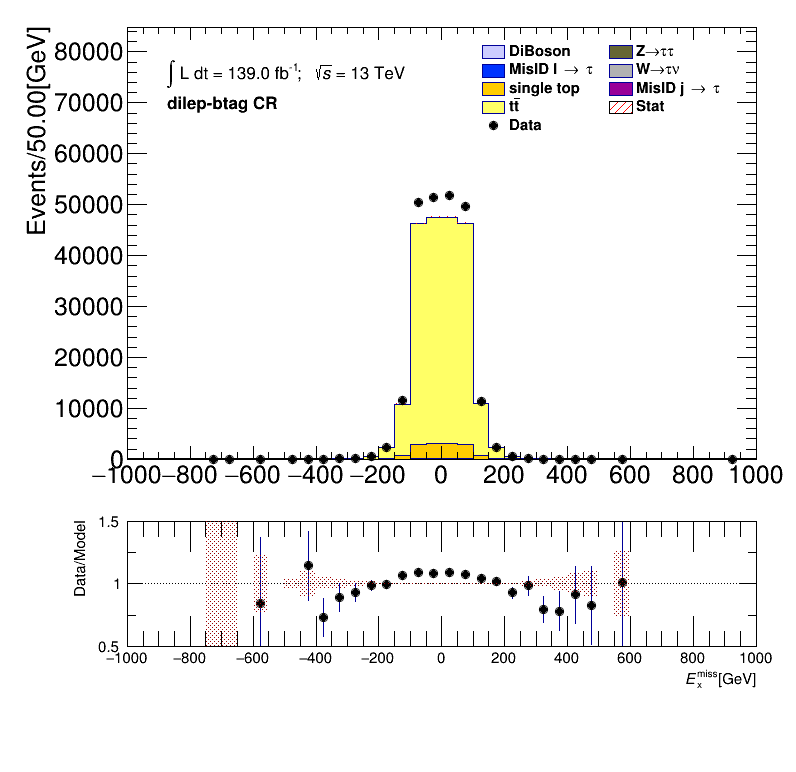 Events/50.00[GeV]
80000
70000
60000
50000
40000
30000
20000
10000
0
∫ L dt = 139.0 fb⁻¹; √s = 13 TeV
dilep-btag CR
DiBoson
MisID l → τ
single top
tt̄
Data
Z→ττ
W→τν
MisID j → τ
Stat
−1000 −800 −600 −400 −200 0 200 400 600 800 1000
Data/Model
1.5
1
0.5
−1000 −800 −600 −400 −200 0 200 400 600 800 1000
E_x^miss[GeV]